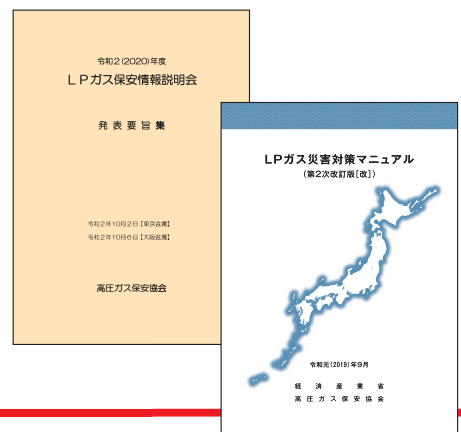 令和2(2020)年度
LPガス保安情報説明会
発表要旨集
令和2年10月2日【東京会場】
令和2年10月6日【大阪会場】
高圧ガス保安協会
LPガス災害対策マニュアル
(第2次改訂版[改])
令和元(2019)年9月
経済産業省
高圧ガス保安協会